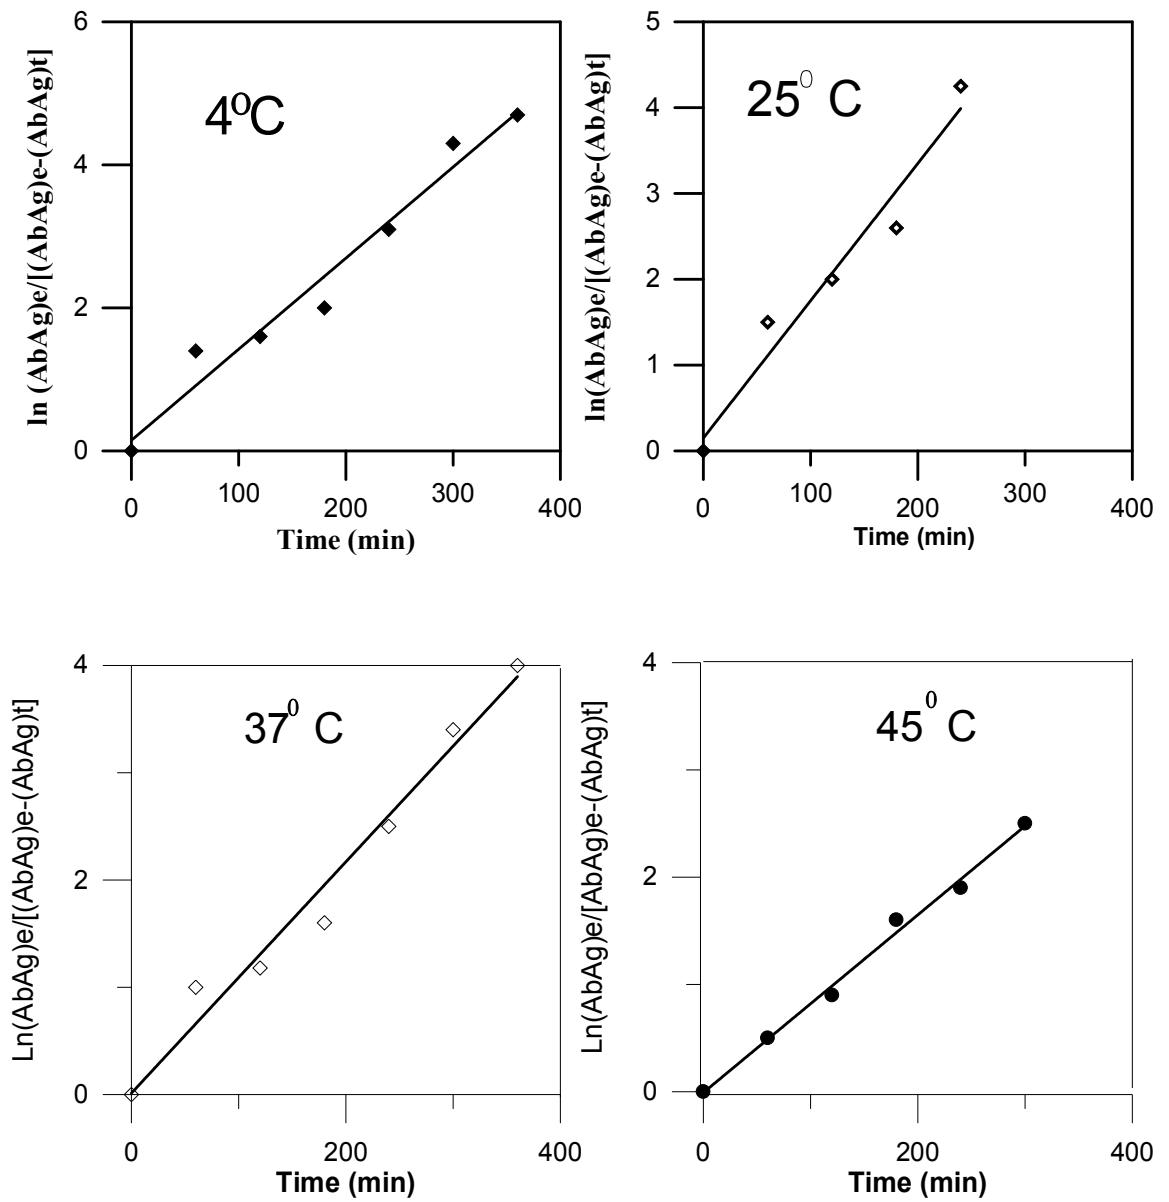 ln (AbAg)e/[(AbAg)e-(AbAg)t]
4⁰C
6
4
2
0
0
100
200
300
400
Time (min)
ln(AbAg)e/[(AbAg)e-(AbAg)t]
25⁰ C
5
4
3
2
1
0
0
100
200
300
400
Time (min)
Ln(AbAg)e/[(AbAg)e-(AbAg)t]
37⁰ C
4
2
0
0
200
400
Time (min)
Ln(AbAg)e/[AbAg)e-(AbAg)t]
45⁰ C
4
2
0
0
200
400
Time (min)